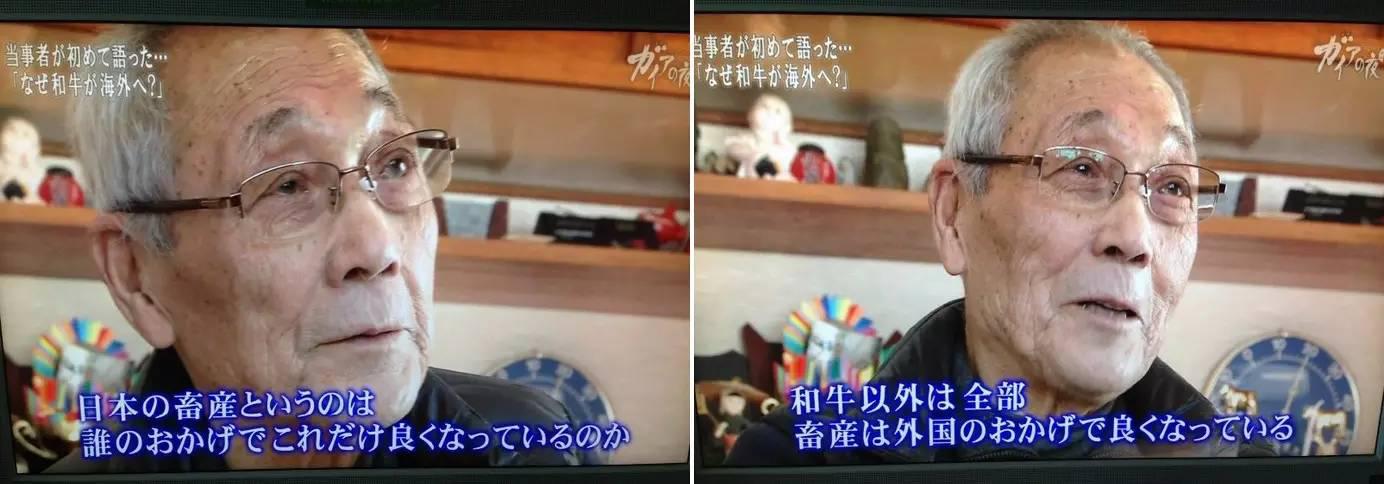 当事者が初めて語った…
「なぜ和牛が海外へ?」
ガイアの夜
日本の畜産というのは
誰のおかげでこれだけ良くなっているのか
当事者が初めて語った…
「なぜ和牛が海外へ?」
ガイアの夜
和牛以外は全部
畜産は外国のおかげで良くなっている